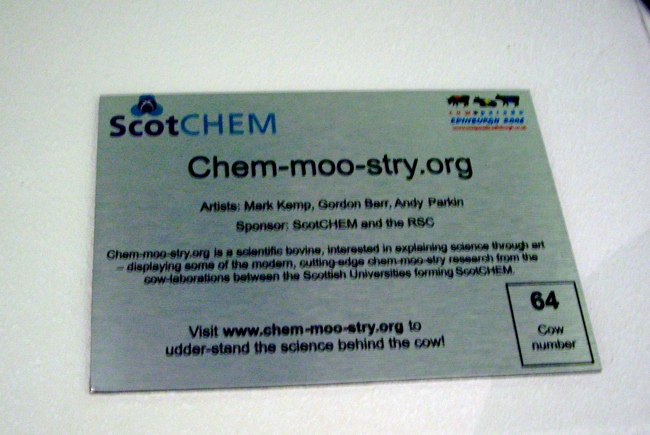 ScotCHEM
cowparade
EDINBURGH 2006
Chem-moo-stry.org
Artists: Mark Kemp, Gordon Barr, Andy Parkin
Sponsor: ScotCHEM and the RSC
Chem-moo-stry.org is a scientific bovine, interested in explaining science through art
– displaying some of the modern, cutting-edge chem-moo-stry research from the
cow-laborations between the Scottish Universities forming ScotCHEM.
64
Cow
number
Visit www.chem-moo-stry.org to
udder-stand the science behind the cow!